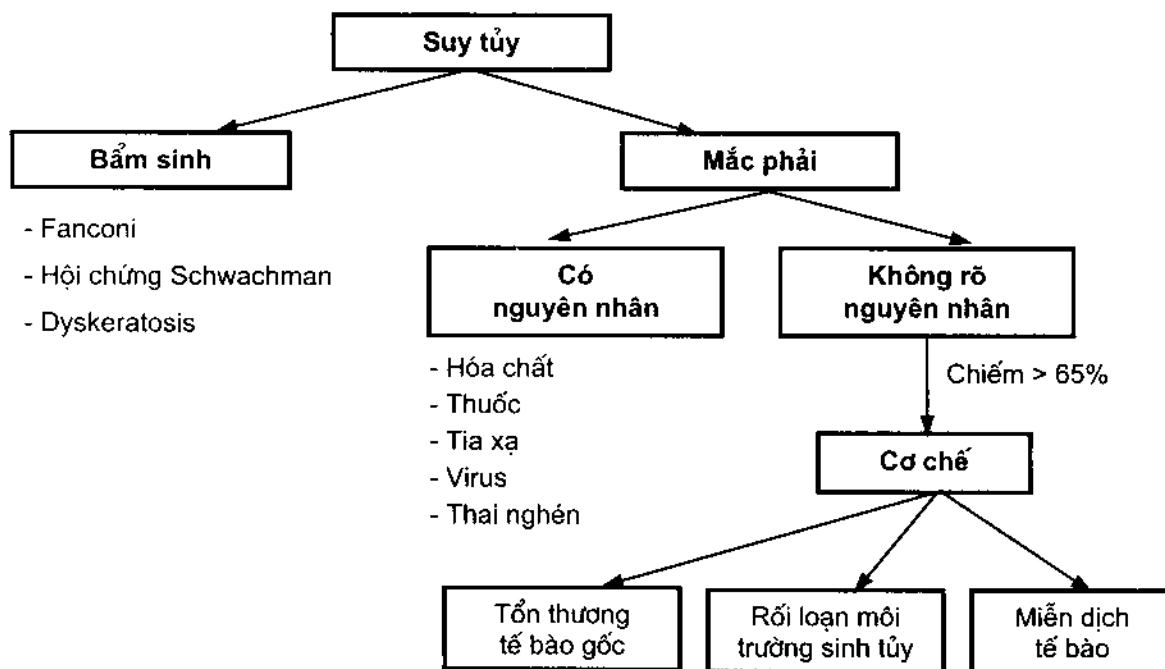 Suy tủy
Bẩm sinh
- Fanconi
- Hội chứng Schwachman
- Dyskeratosis
Mắc phải
Có
nguyên nhân
- Hóa chất
- Thuốc
- Tia xạ
- Virus
- Thai nghén
Không rõ
nguyên nhân
Chiếm > 65%
Cơ chế
Tổn thương
tế bào gốc
Rối loạn môi
trường sinh tủy
Miễn dịch
tế bào